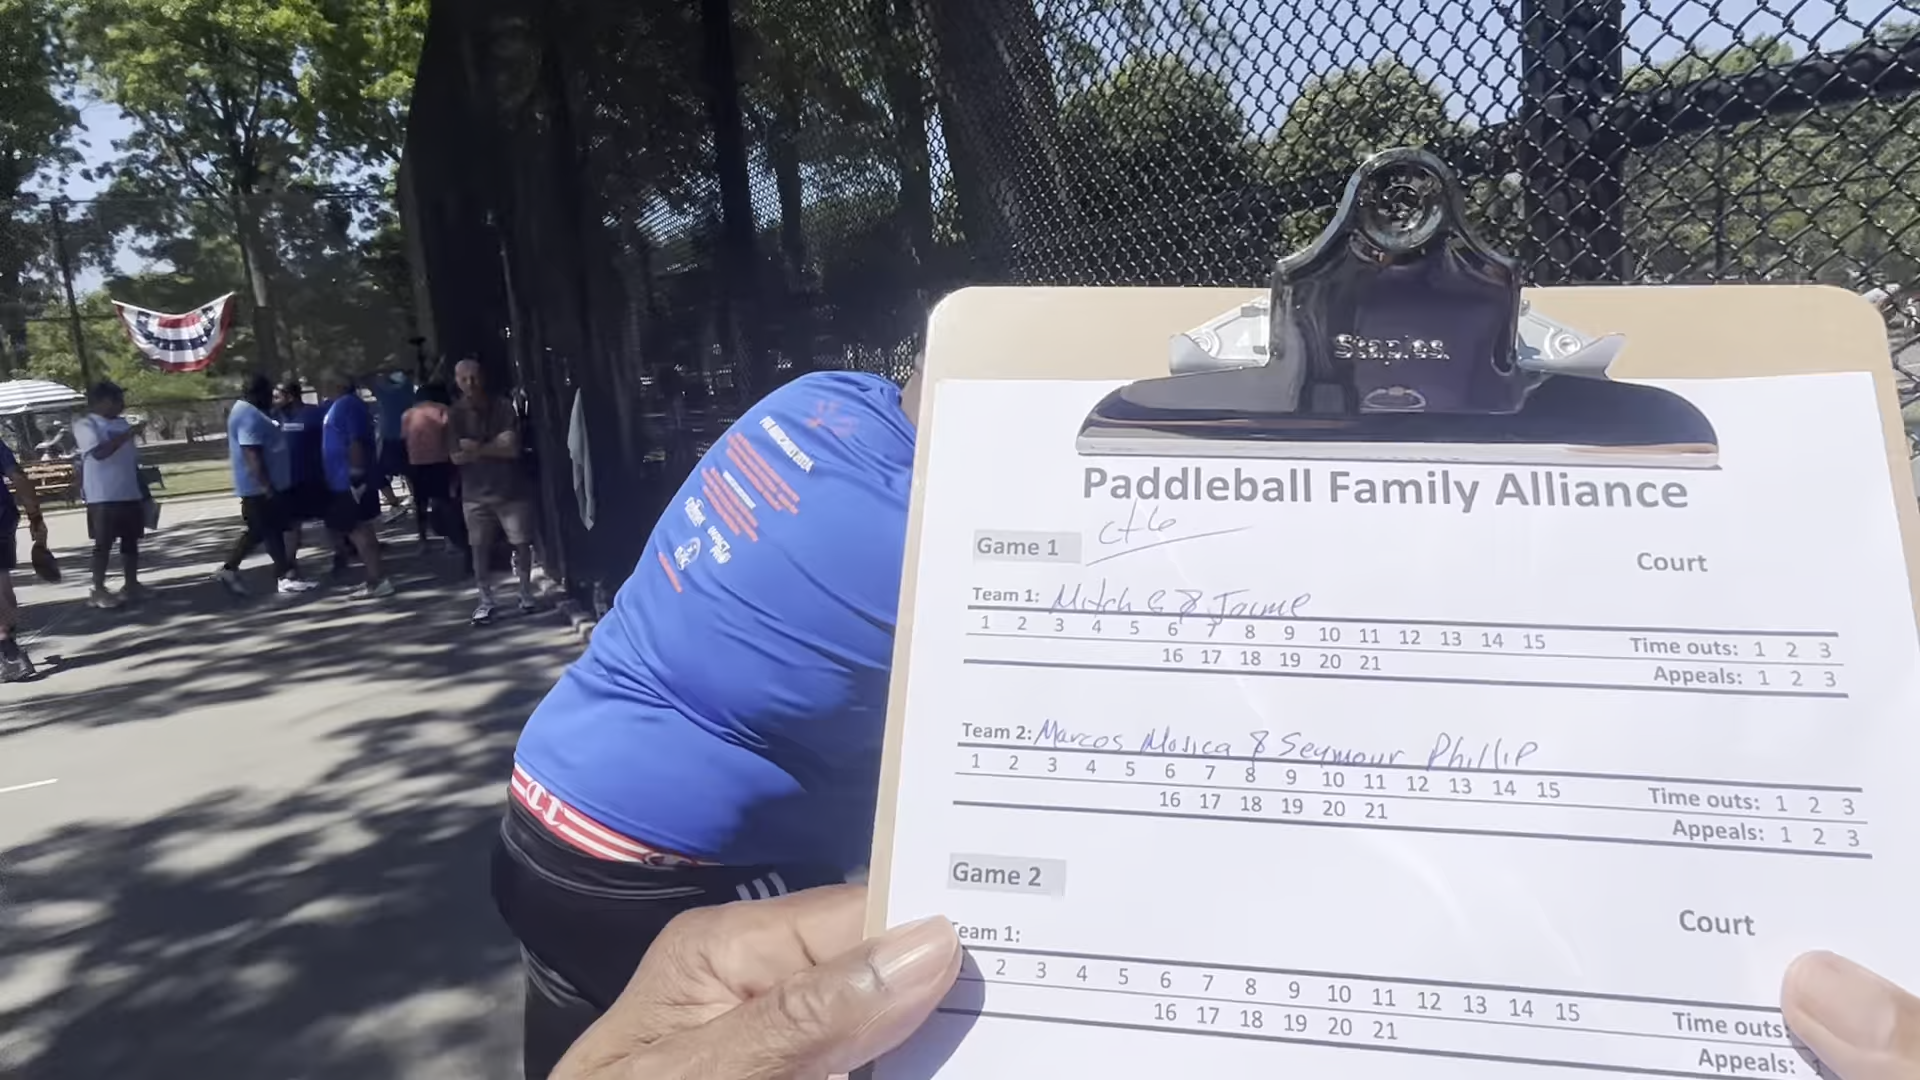 Staples
Paddleball Family Alliance
Game 1 ct6
Court
Team 1: Mitch G & Jaime
1 2 3 4 5 6 7 8 9 10 11 12 13 14 15 Time outs: 1 2 3
16 17 18 19 20 21 Appeals: 1 2 3
Team 2: Marcos Mojica & Seymour Phillip
1 2 3 4 5 6 7 8 9 10 11 12 13 14 15 Time outs: 1 2 3
16 17 18 19 20 21 Appeals: 1 2 3
Game 2
Court
Team 1:
2 3 4 5 6 7 8 9 10 11 12 13 14 15 Time outs:
16 17 18 19 20 21 Appeals: